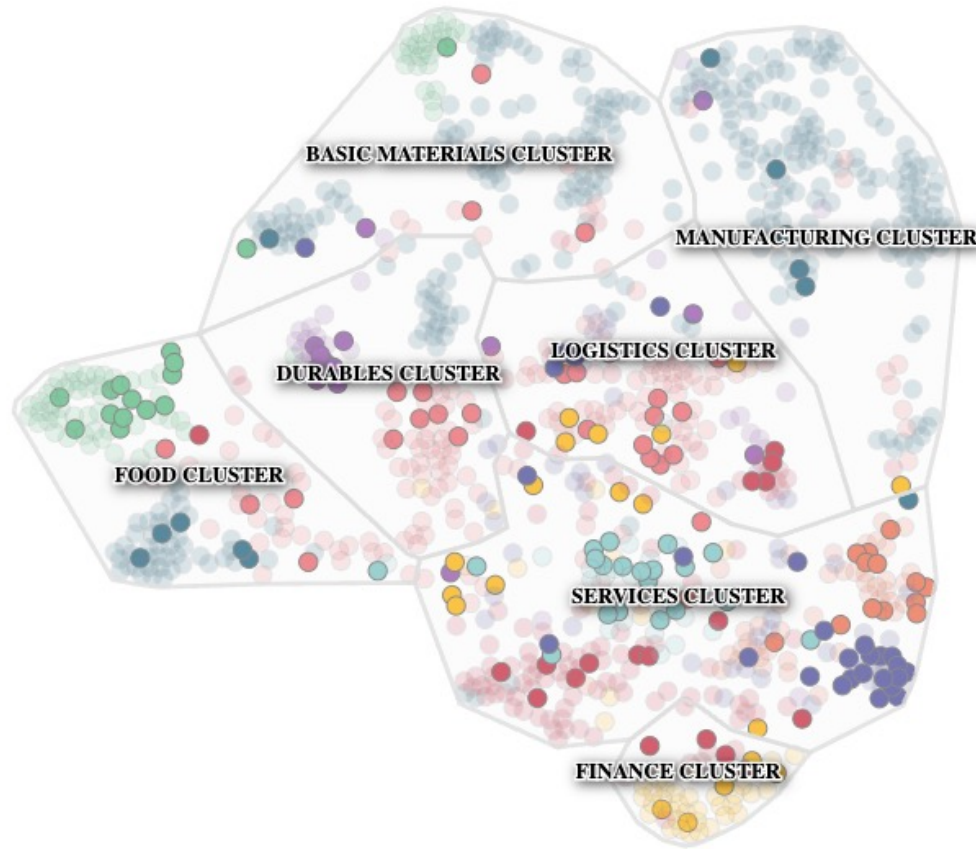 BASIC MATERIALS CLUSTER
MANUFACTURING CLUSTER
LOGISTICS CLUSTER
DURABLES CLUSTER
FOOD CLUSTER
SERVICES CLUSTER
FINANCE CLUSTER